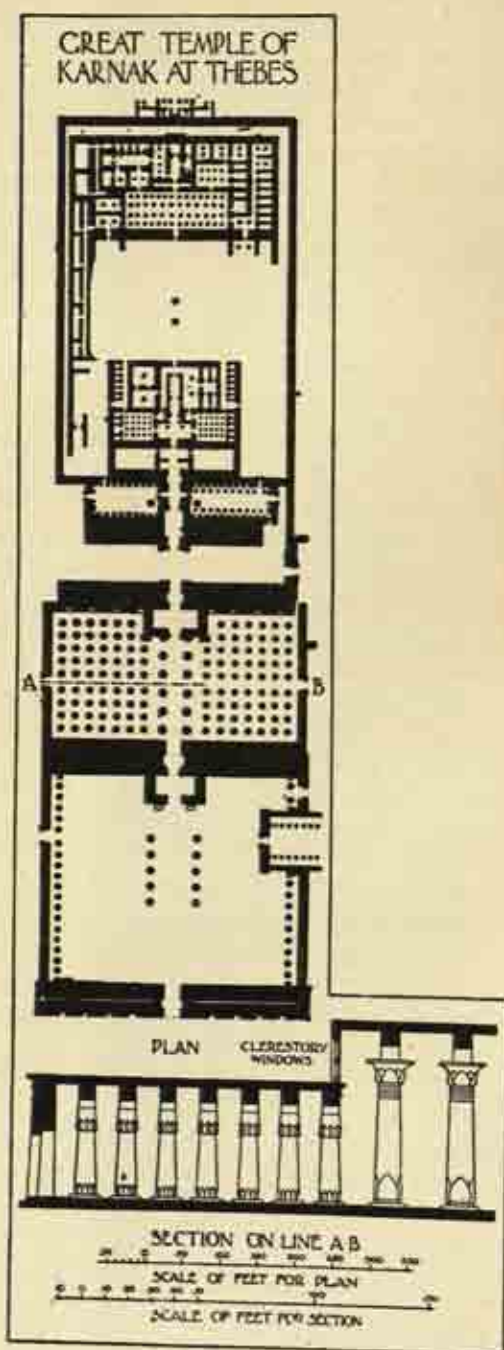 GREAT TEMPLE OF
KARNAK AT THEBES
A
B
PLAN
CLERESTORY
WINDOWS
SECTION ON LINE A B
SCALE OF FEET FOR PLAN
SCALE OF FEET FOR SECTION